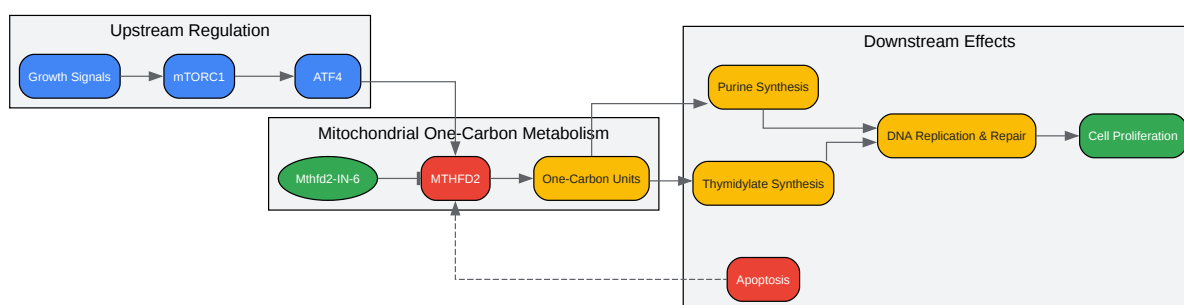 Upstream Regulation
Growth Signals
mTORC1
ATF4
Mitochondrial One-Carbon Metabolism
Mthfd2-IN-6
MTHFD2
One-Carbon Units
Downstream Effects
Purine Synthesis
Thymidylate Synthesis
DNA Replication & Repair
Cell Proliferation
Apoptosis